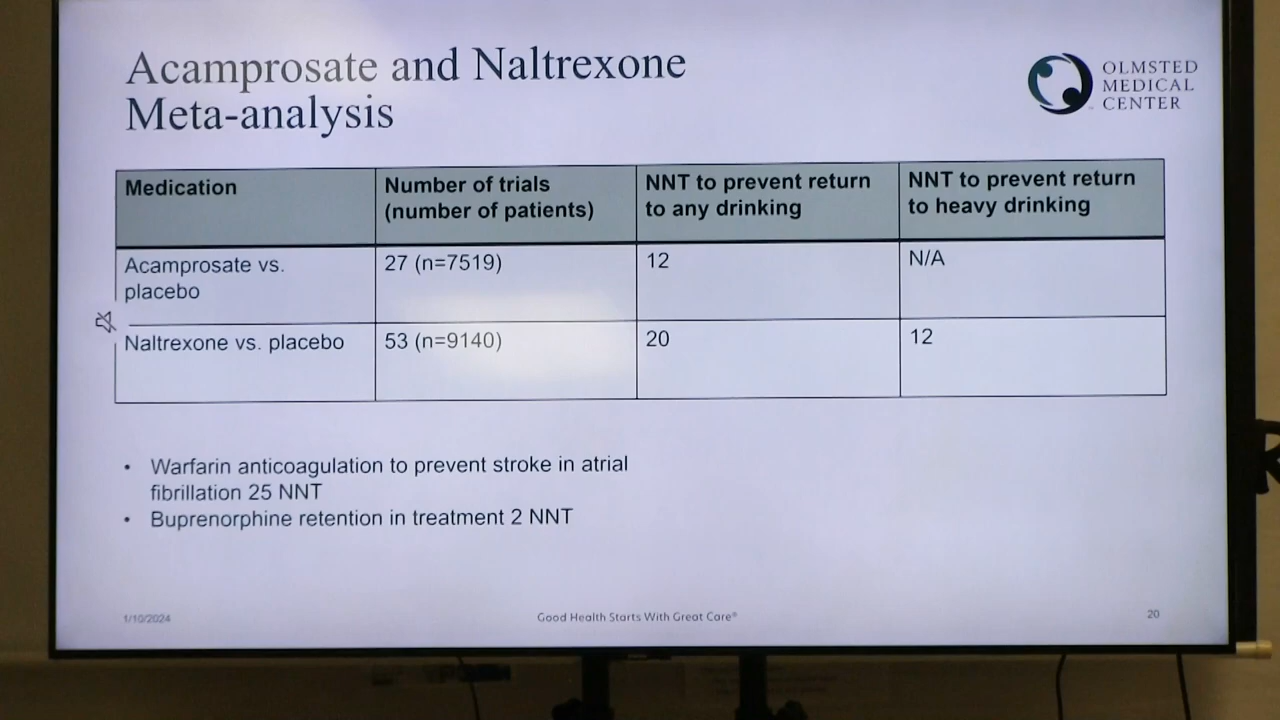 Acamprosate and Naltrexone
Meta-analysis
OLMSTED
MEDICAL
CENTER
Medication
Number of trials
(number of patients)
NNT to prevent return
to any drinking
NNT to prevent return
to heavy drinking
Acamprosate vs.
placebo
27 (n=7519)
12
N/A
Naltrexone vs. placebo
53 (n=9140)
20
12
• Warfarin anticoagulation to prevent stroke in atrial
fibrillation 25 NNT
• Buprenorphine retention in treatment 2 NNT
1/10/2024
Good Health Starts With Great Care®
20